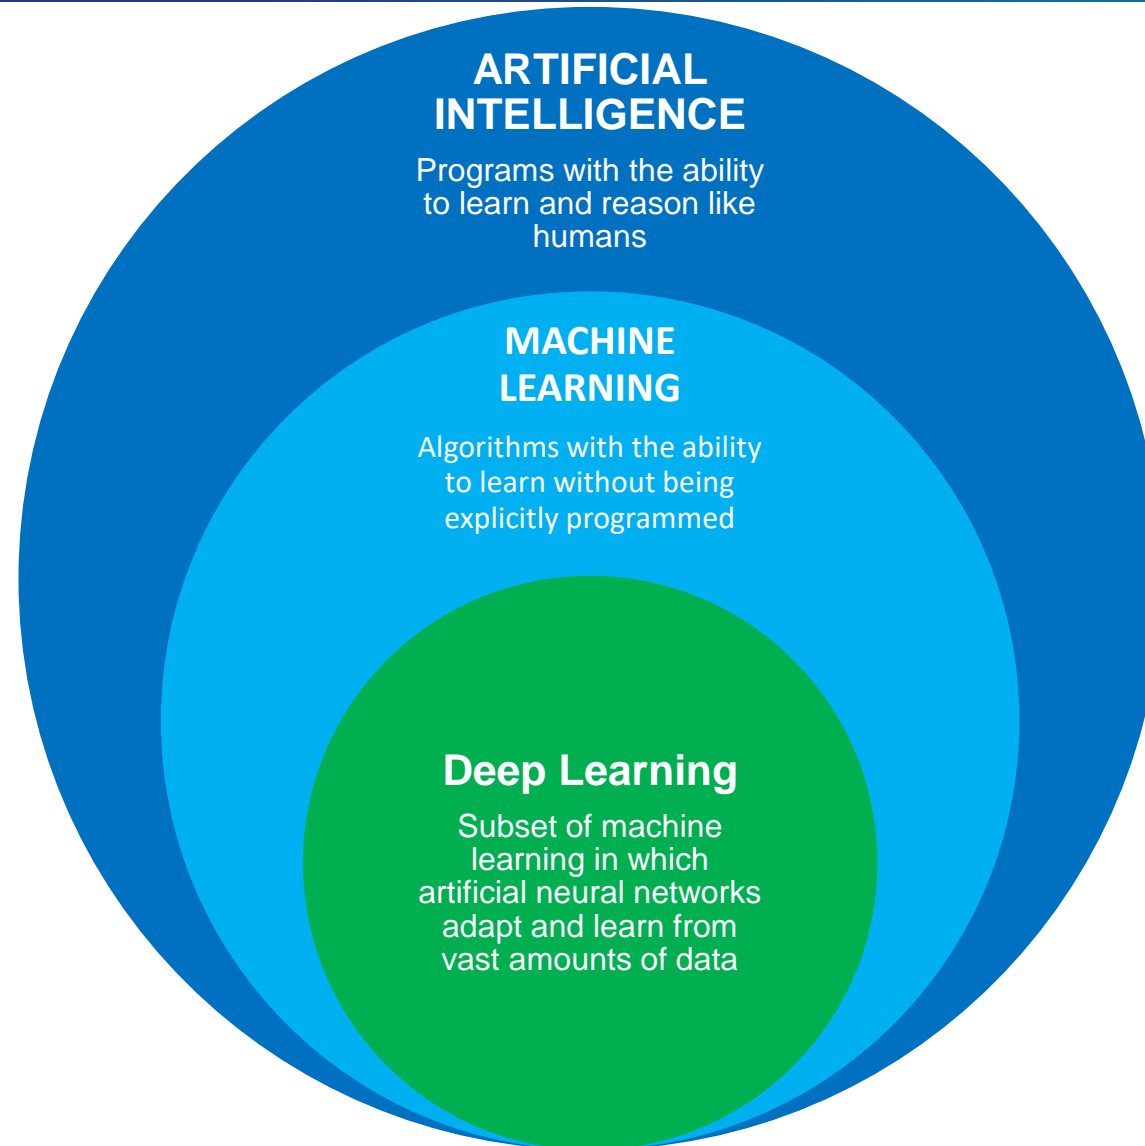 ARTIFICIAL
INTELLIGENCE
Programs with the ability
to learn and reason like
humans
MACHINE
LEARNING
Algorithms with the ability
to learn without being
explicitly programmed
Deep Learning
Subset of machine
learning in which
artificial neural networks
adapt and learn from
vast amounts of data